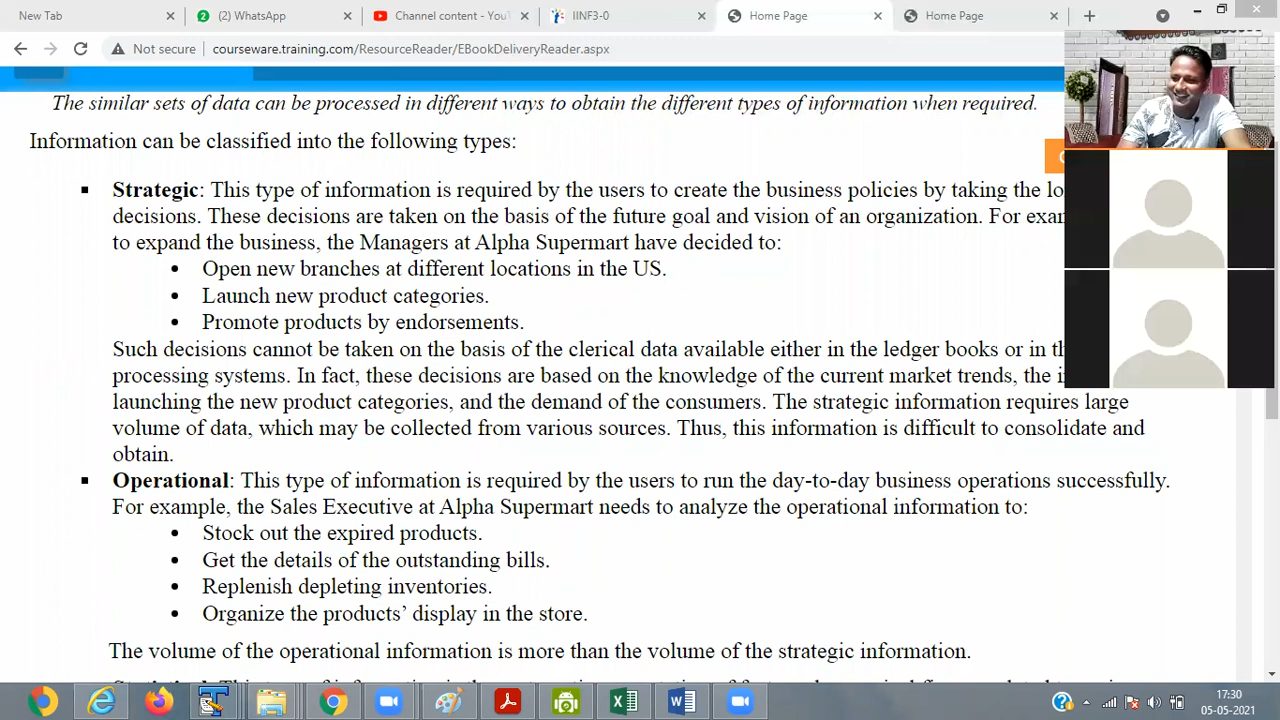 New Tab
(2) WhatsApp
Channel content - YouT
IINF3-0
Home Page
Home Page
Not secure
courseware.training.com/ResourceReader/EBookDeliveryReader.aspx
The similar sets of data can be processed in different ways to obtain the different types of information when required.
Information can be classified into the following types:
Strategic: This type of information is required by the users to create the business policies by taking the lo
decisions. These decisions are taken on the basis of the future goal and vision of an organization. For exam
to expand the business, the Managers at Alpha Supermart have decided to:
Open new branches at different locations in the US.
Launch new product categories.
Promote products by endorsements.
Such decisions cannot be taken on the basis of the clerical data available either in the ledger books or in th
processing systems. In fact, these decisions are based on the knowledge of the current market trends, the i
launching the new product categories, and the demand of the consumers. The strategic information requires large
volume of data, which may be collected from various sources. Thus, this information is difficult to consolidate and
obtain.
Operational: This type of information is required by the users to run the day-to-day business operations successfully.
For example, the Sales Executive at Alpha Supermart needs to analyze the operational information to:
Stock out the expired products.
Get the details of the outstanding bills.
Replenish depleting inventories.
Organize the products' display in the store.
The volume of the operational information is more than the volume of the strategic information.
17:30
05-05-2021